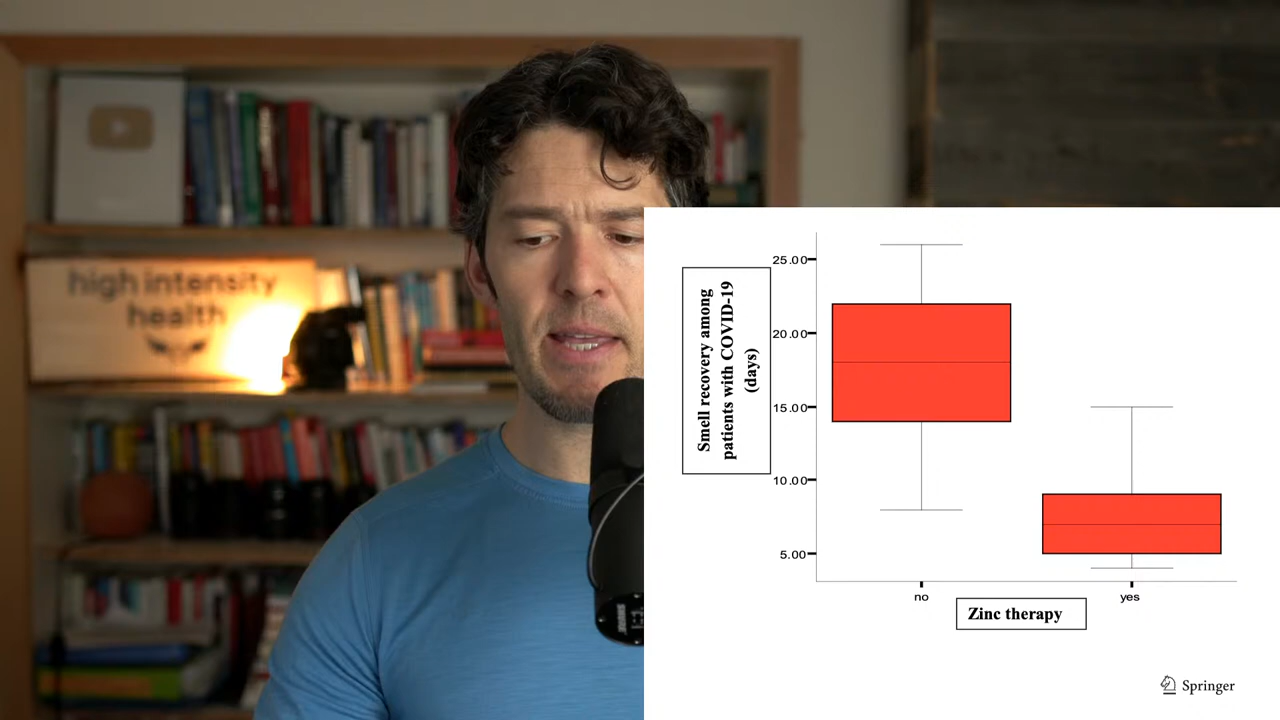 high intensity
health
Smell recovery among
patients with COVID-19
(days)
25.00
20.00
15.00
10.00
5.00
no
yes
Zinc therapy
Springer